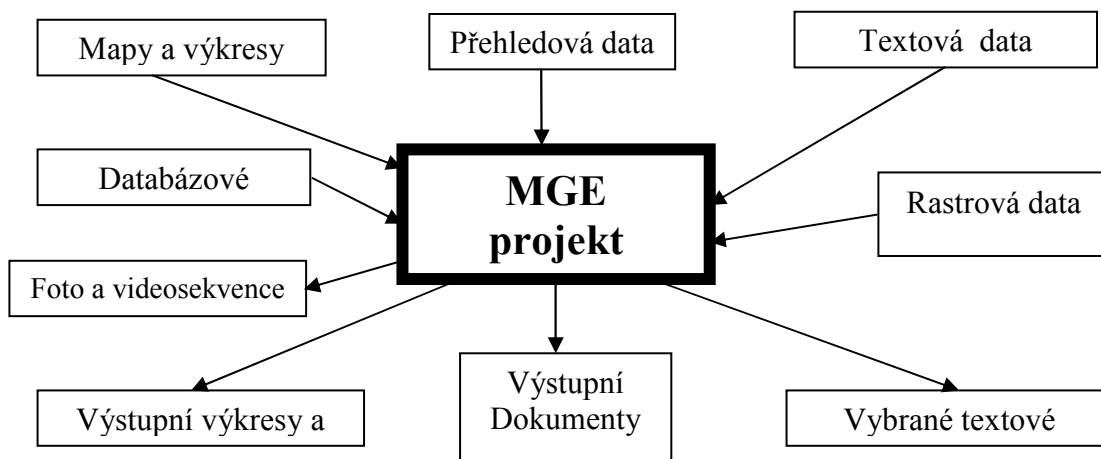 Mapy a výkresy
Přehledová data
Textová data
Databázové
MGE
projekt
Rastrová data
Foto a videosekvence
Výstupní výkresy a
Výstupní
Dokumenty
Vybrané textové